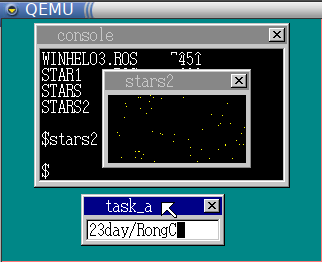 QEMU
console
WINHELO3.ROS 7451
STAR1
STARS
STARS2
stars2
$stars2
$
task_a
23day/RongC